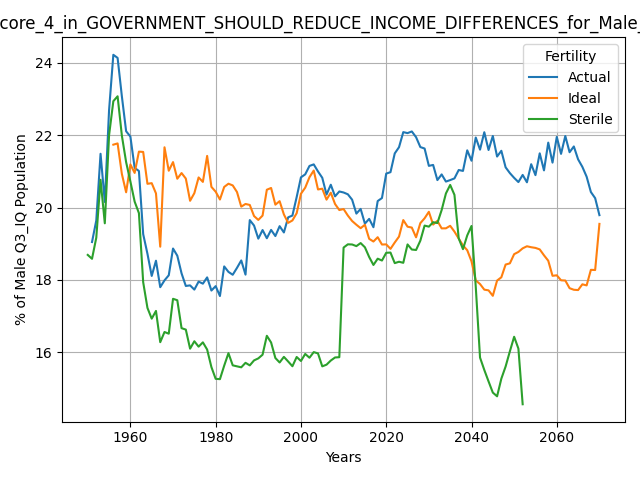 core_4_in_GOVERNMENT_SHOULD_REDUCE_INCOME_DIFFERENCES_for_Male_
Fertility
Actual
Ideal
Sterile
% of Male Q3_IQ Population
24
22
20
18
16
1960
1980
2000
2020
2040
2060
Years